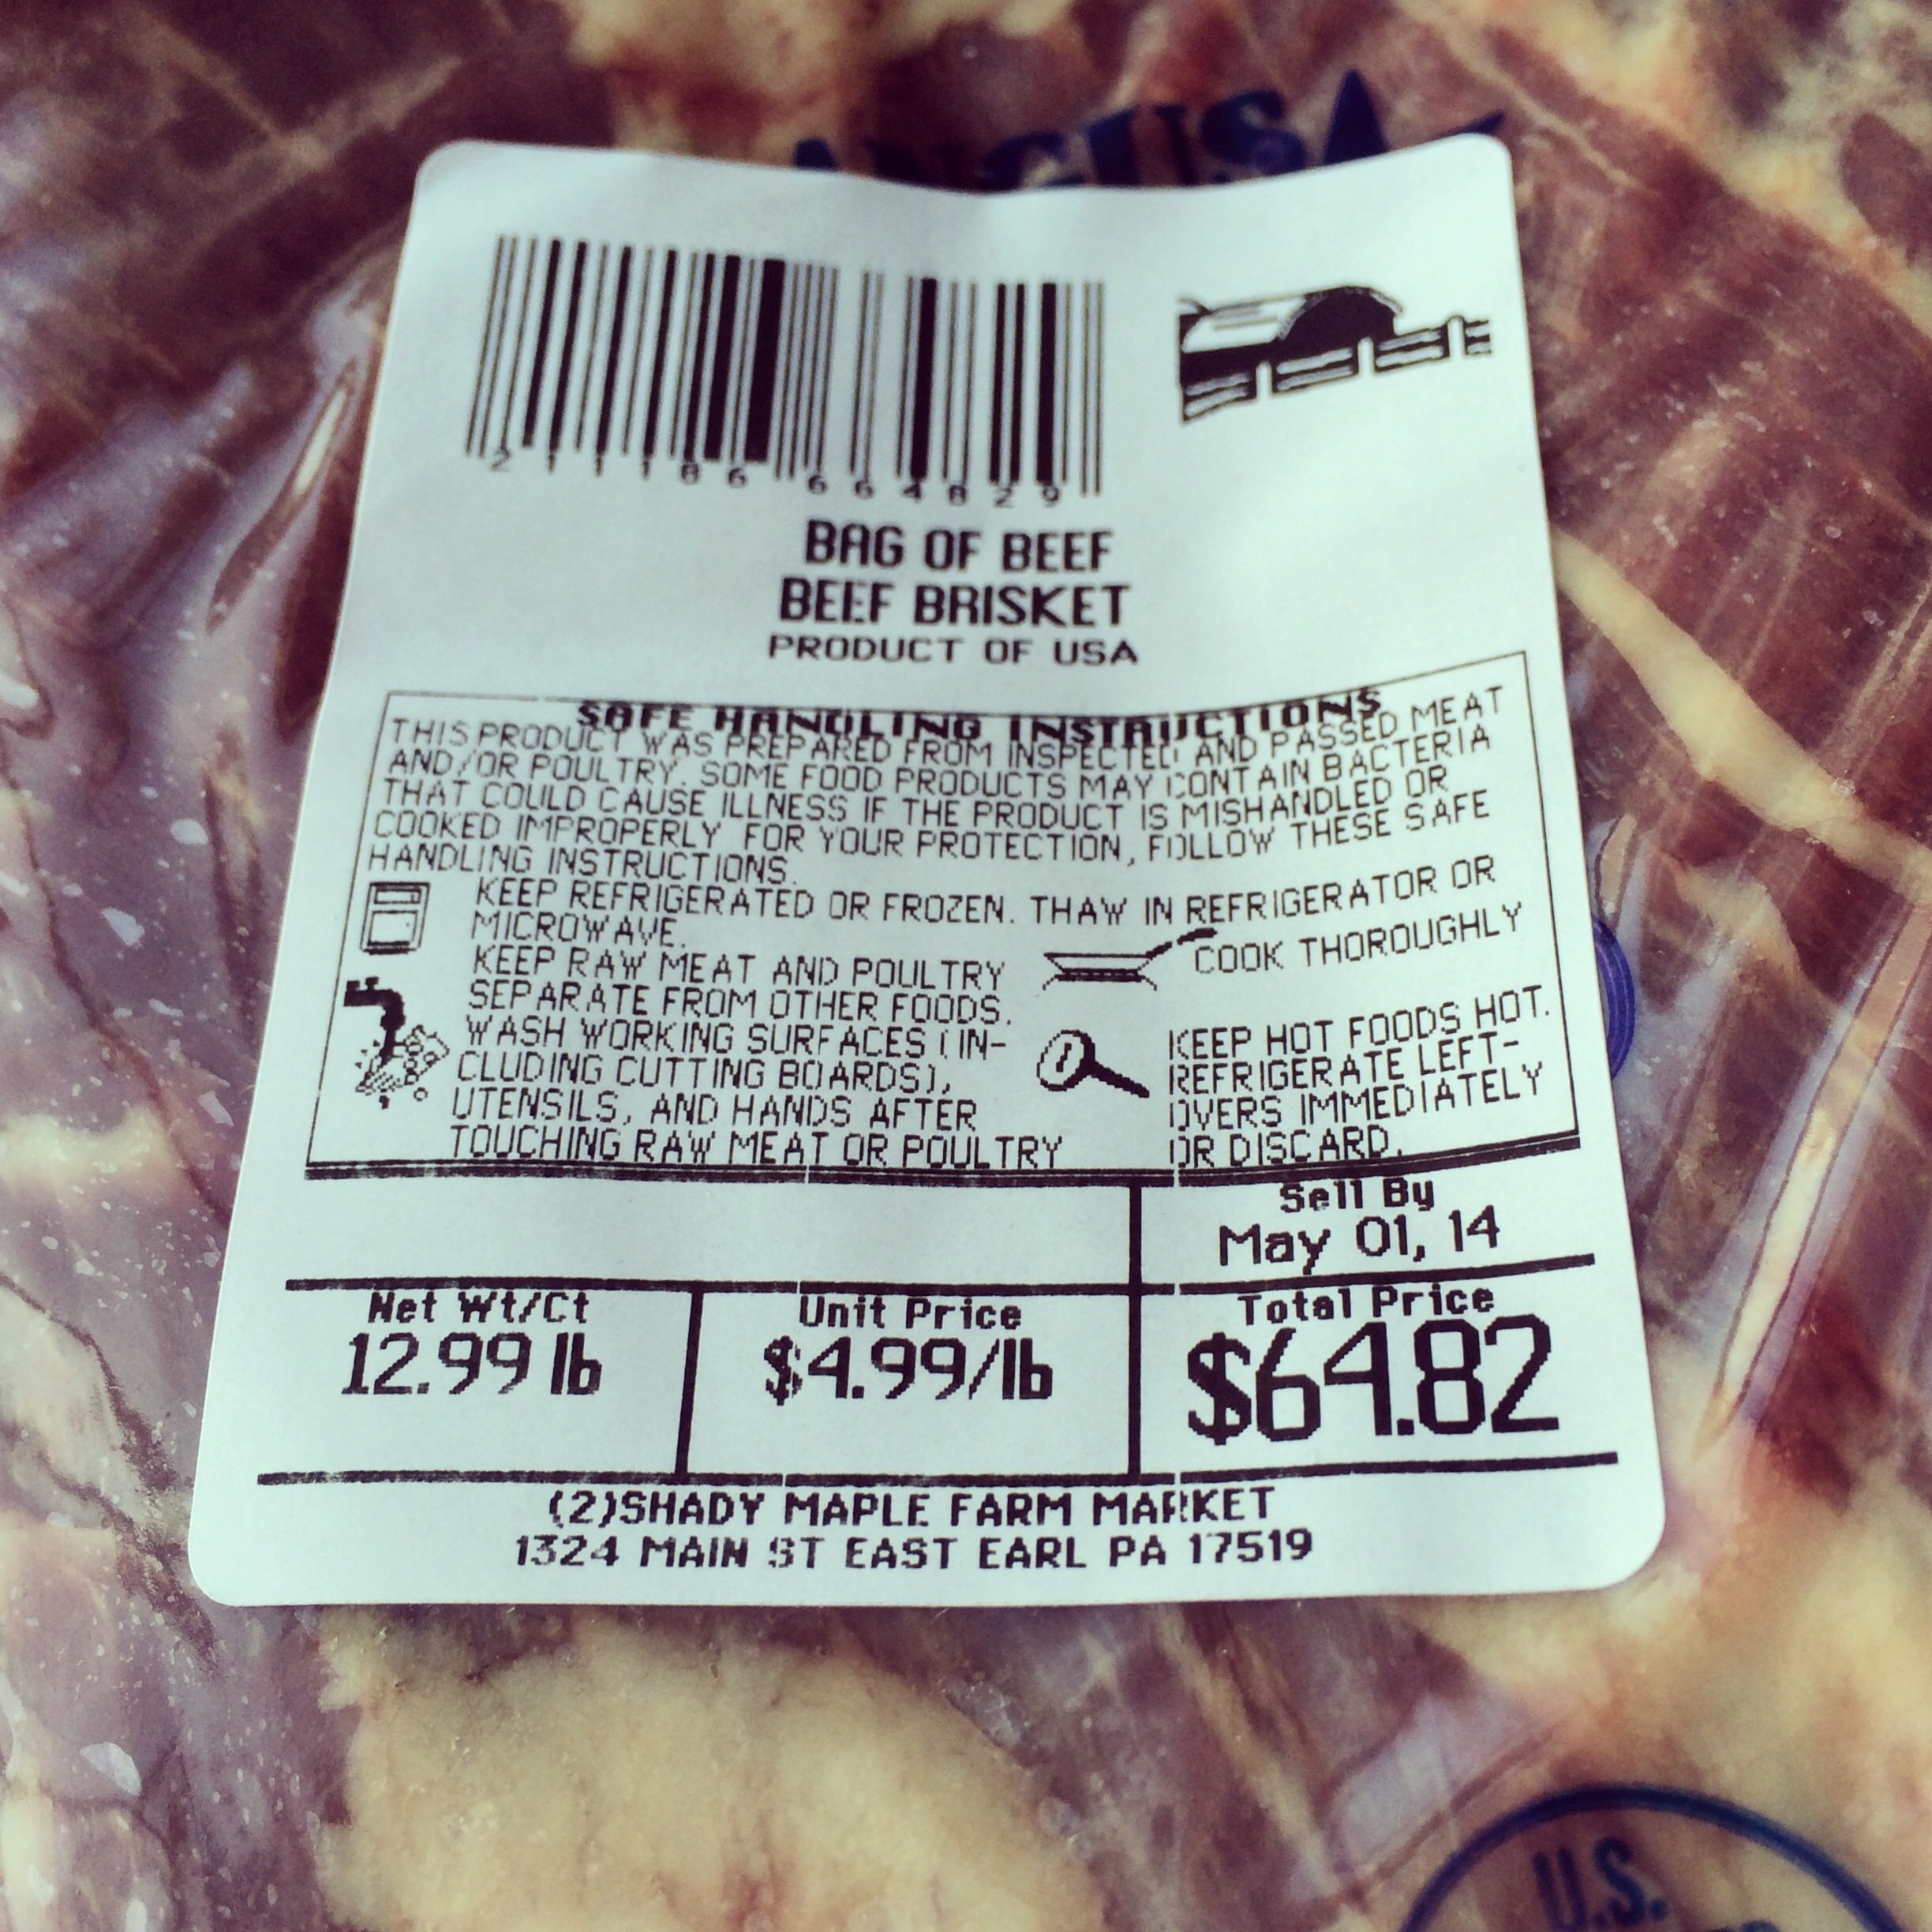 ANGUS
2 11186 66482 9
BAG OF BEEF
BEEF BRISKET
PRODUCT OF USA
SAFE HANDLING INSTRUCTIONS
THIS PRODUCT WAS PREPARED FROM INSPECTED AND PASSED MEAT
AND/OR POULTRY. SOME FOOD PRODUCTS MAY CONTAIN BACTERIA
THAT COULD CAUSE ILLNESS IF THE PRODUCT IS MISHANDLED OR
COOKED IMPROPERLY FOR YOUR PROTECTION, FOLLOW THESE SAFE
HANDLING INSTRUCTIONS.
KEEP REFRIGERATED OR FROZEN. THAW IN REFRIGERATOR OR
MICROWAVE.
KEEP RAW MEAT AND POULTRY
SEPARATE FROM OTHER FOODS.
WASH WORKING SURFACES (IN-
CLUDING CUTTING BOARDS),
UTENSILS, AND HANDS AFTER
TOUCHING RAW MEAT OR POULTRY
COOK THOROUGHLY
KEEP HOT FOODS HOT.
REFRIGERATE LEFT-
OVERS IMMEDIATELY
OR DISCARD.
Sell By
May 01, 14
Net Wt/Ct
12.99 lb
Unit Price
$4.99/lb
Total Price
$64.82
(2)SHADY MAPLE FARM MARKET
1324 MAIN ST EAST EARL PA 17519
U.S.